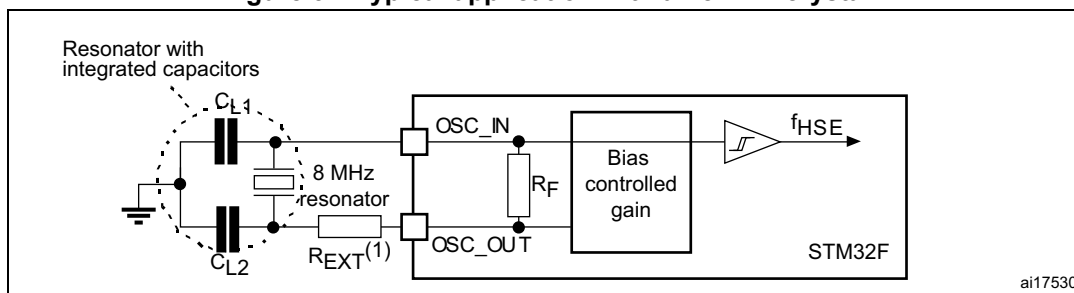 Resonator with
integrated capacitors
CL1
OSC_IN
fHSE
8 MHz
resonator
RF
Bias
controlled
gain
REXT(1)
OSC_OUT
STM32F
CL2
ai17530